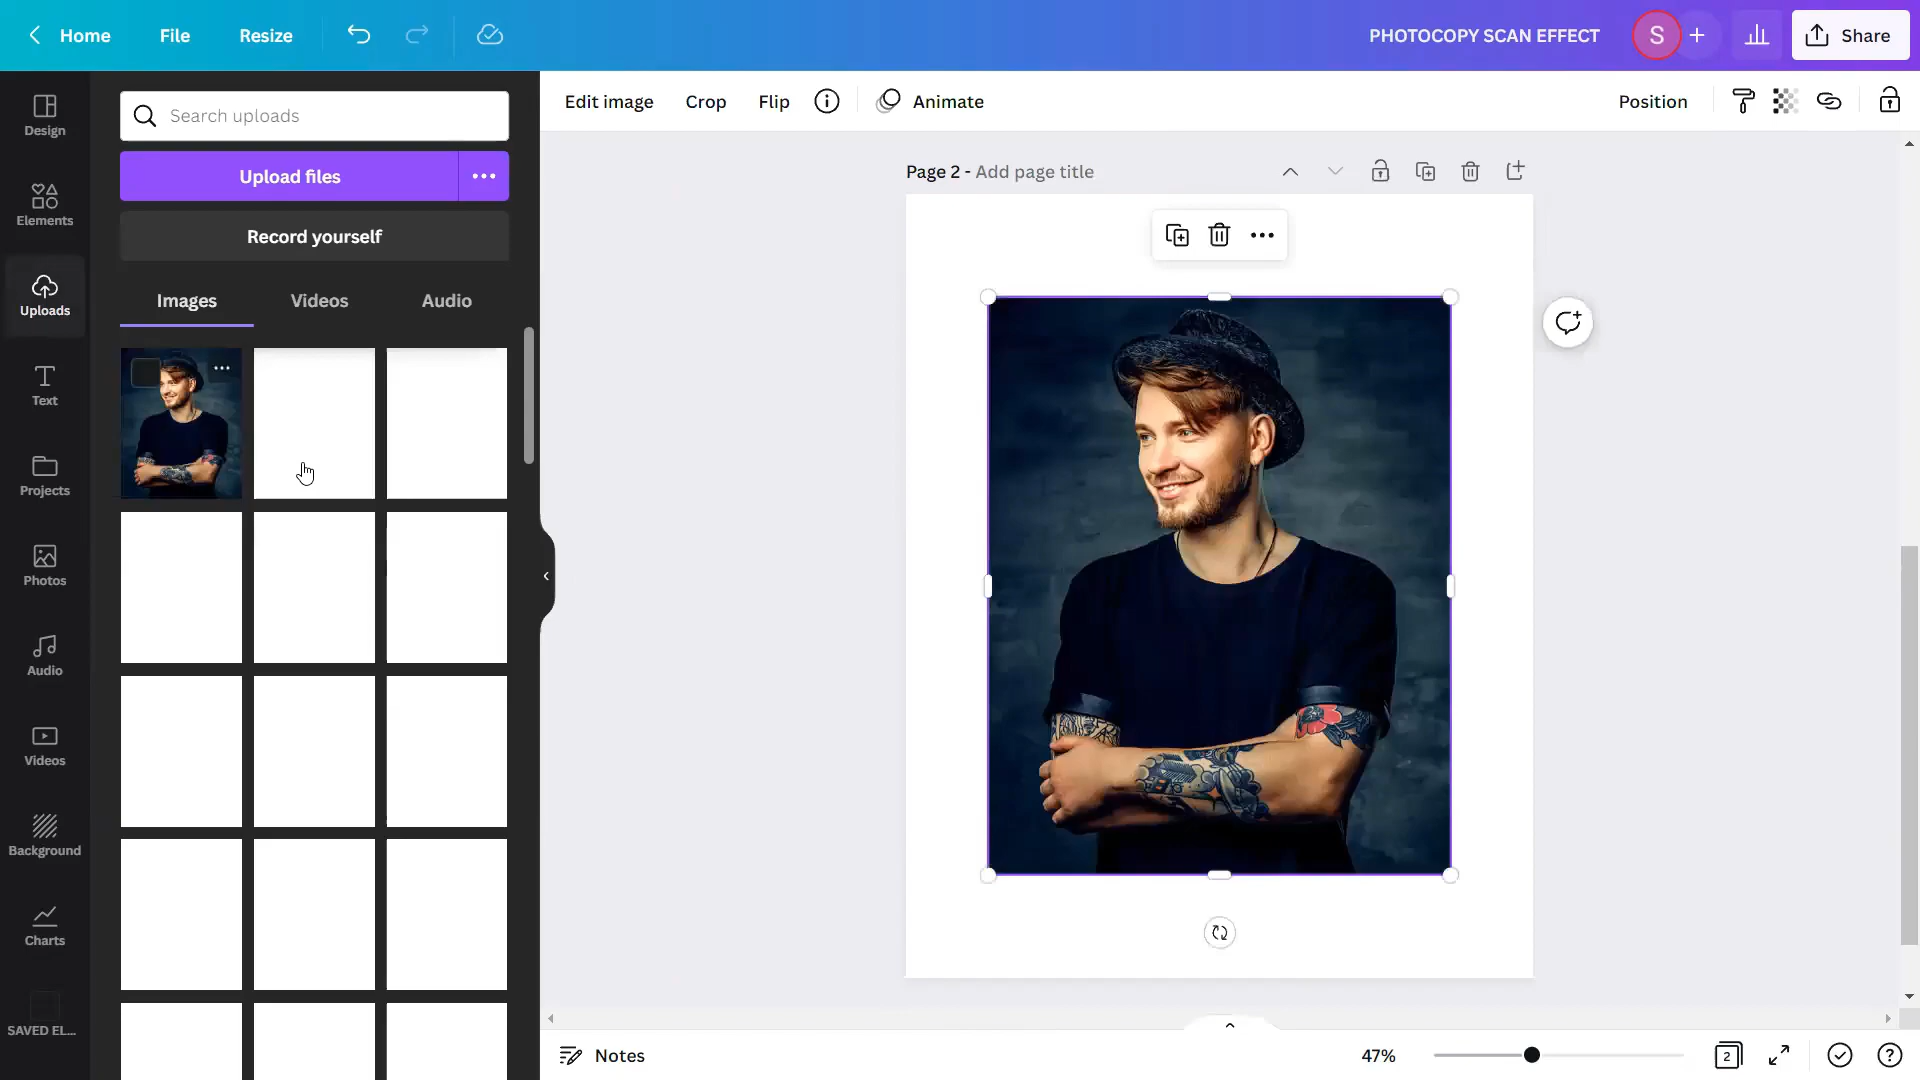 Home
File
Resize
PHOTOCOPY SCAN EFFECT
S
Share
Design
Elements
Uploads
Text
Projects
Photos
Audio
Videos
Background
Charts
SAVED EL...
Search uploads
Upload files
Record yourself
Images
Videos
Audio
Edit image
Crop
Flip
Animate
Position
Page 2 - Add page title
Notes
47%
2